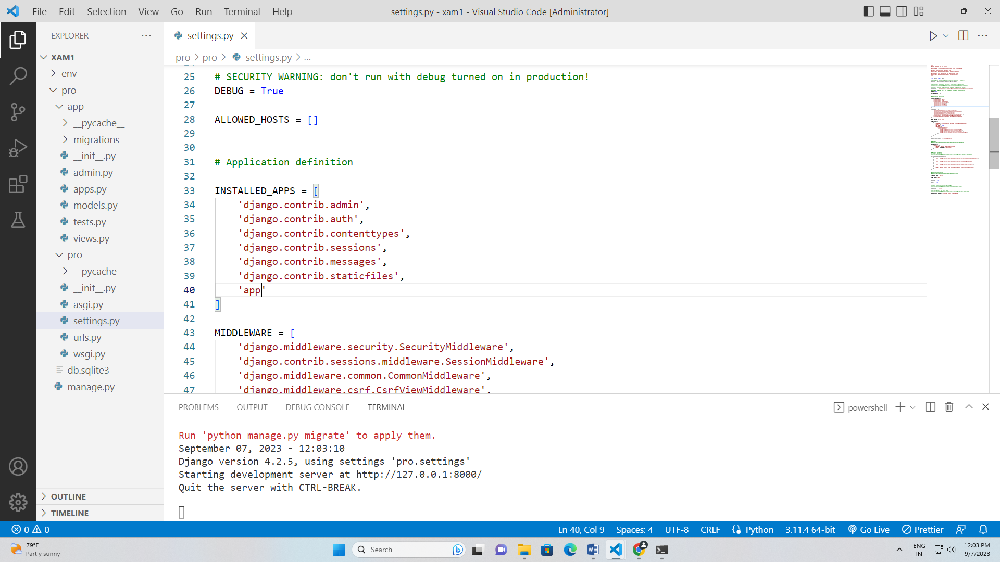 File Edit Selection View Go Run Terminal Help
settings.py - xam1 - Visual Studio Code [Administrator]
EXPLORER
XAM1
env
pro
app
__pycache__
migrations
__init__.py
admin.py
apps.py
models.py
tests.py
views.py
pro
__pycache__
__init__.py
asgi.py
settings.py
urls.py
wsgi.py
db.sqlite3
manage.py
OUTLINE
TIMELINE
settings.py
pro > pro > settings.py > ...
25 # SECURITY WARNING: don't run with debug turned on in production!
26 DEBUG = True
27
28 ALLOWED_HOSTS = []
29
30
31 # Application definition
32
33 INSTALLED_APPS = [
34 'django.contrib.admin',
35 'django.contrib.auth',
36 'django.contrib.contenttypes',
37 'django.contrib.sessions',
38 'django.contrib.messages',
39 'django.contrib.staticfiles',
40 'app'
41 ]
42
43 MIDDLEWARE = [
44 'django.middleware.security.SecurityMiddleware',
45 'django.contrib.sessions.middleware.SessionMiddleware',
46 'django.middleware.common.CommonMiddleware',
47 'django.middleware.csrf.CsrfViewMiddleware',
PROBLEMS OUTPUT DEBUG CONSOLE TERMINAL
powershell
Run 'python manage.py migrate' to apply them.
September 07, 2023 - 12:03:10
Django version 4.2.5, using settings 'pro.settings'
Starting development server at http://127.0.0.1:8000/
Quit the server with CTRL-BREAK.
0 0
Ln 40, Col 9 Spaces: 4 UTF-8 CRLF Python 3.11.4 64-bit Go Live Prettier
79°F
Partly sunny
Search
ENG
IN
12:03 PM
9/7/2023